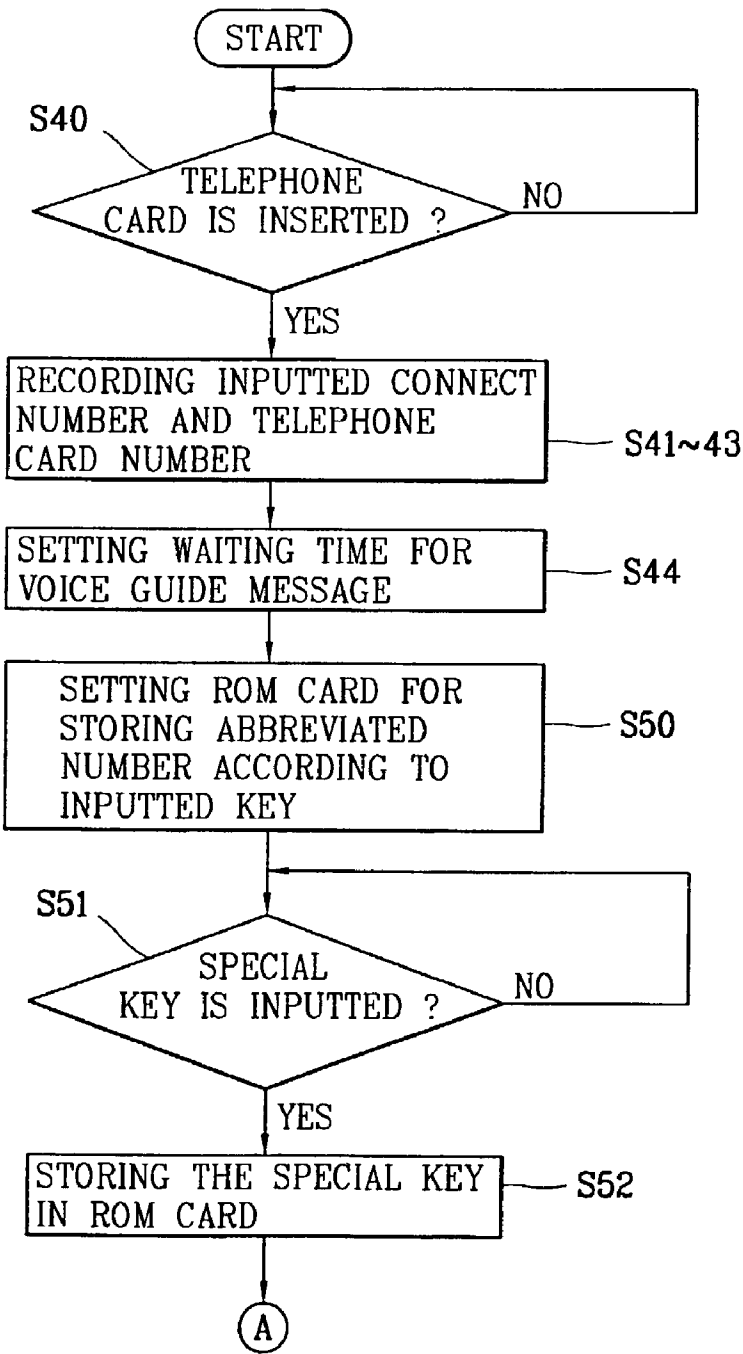 START
S40
TELEPHONE
CARD IS INSERTED ?
NO
YES
RECORDING INPUTTED CONNECT
NUMBER AND TELEPHONE
CARD NUMBER
S41~43
SETTING WAITING TIME FOR
VOICE GUIDE MESSAGE
S44
SETTING ROM CARD FOR
STORING ABBREVIATED
NUMBER ACCORDING TO
INPUTTED KEY
S50
S51
SPECIAL
KEY IS INPUTTED ?
NO
YES
STORING THE SPECIAL KEY
IN ROM CARD
S52
A